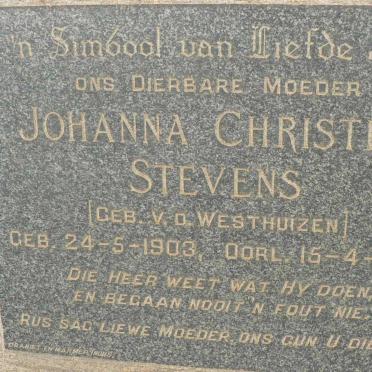 'n Simbool van Liefde
ONS DIERBARE MOEDER
JOHANNA CHRISTI
STEVENS
[GEB. V.D. WESTHUIZEN]
GEB. 24-5-1903, OORL. 15-4-
DIE HEER WEET WAT HY DOEN,
EN BEGAAN NOOIT 'N FOUT NIE.
RUS SAG LIEWE MOEDER, ONS GUN U DIE